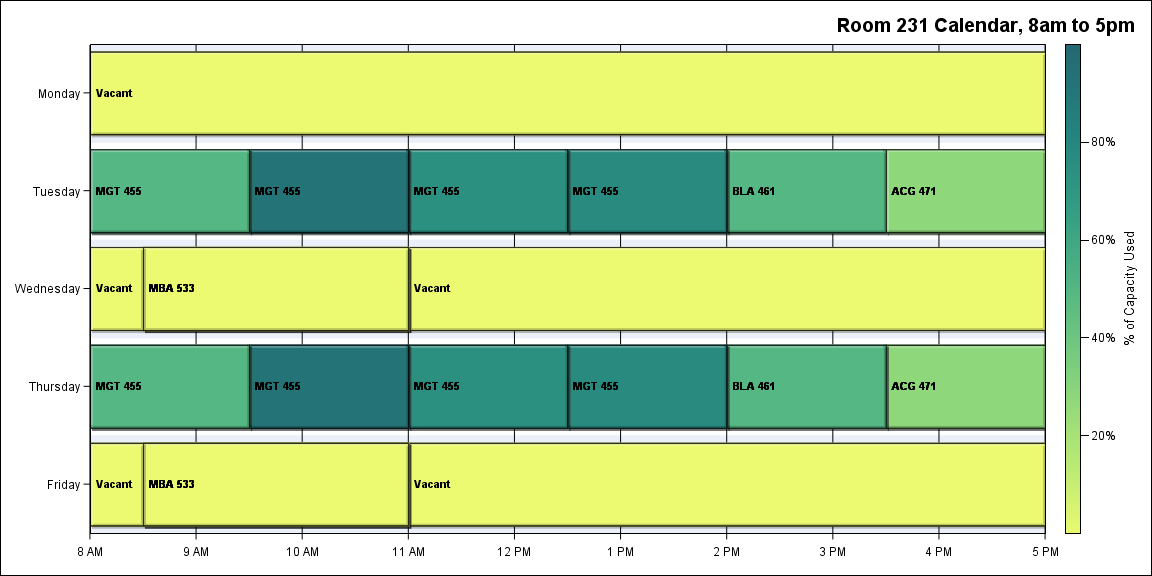 Room 231 Calendar, 8am to 5pm
Monday
Vacant
Tuesday
MGT 455
MGT 455
MGT 455
MGT 455
BLA 461
ACG 471
Wednesday
Vacant
MBA 533
Vacant
Thursday
MGT 455
MGT 455
MGT 455
MGT 455
BLA 461
ACG 471
Friday
Vacant
MBA 533
Vacant
8 AM
9 AM
10 AM
11 AM
12 PM
1 PM
2 PM
3 PM
4 PM
5 PM
80%
60%
40%
20%
% of Capacity Used